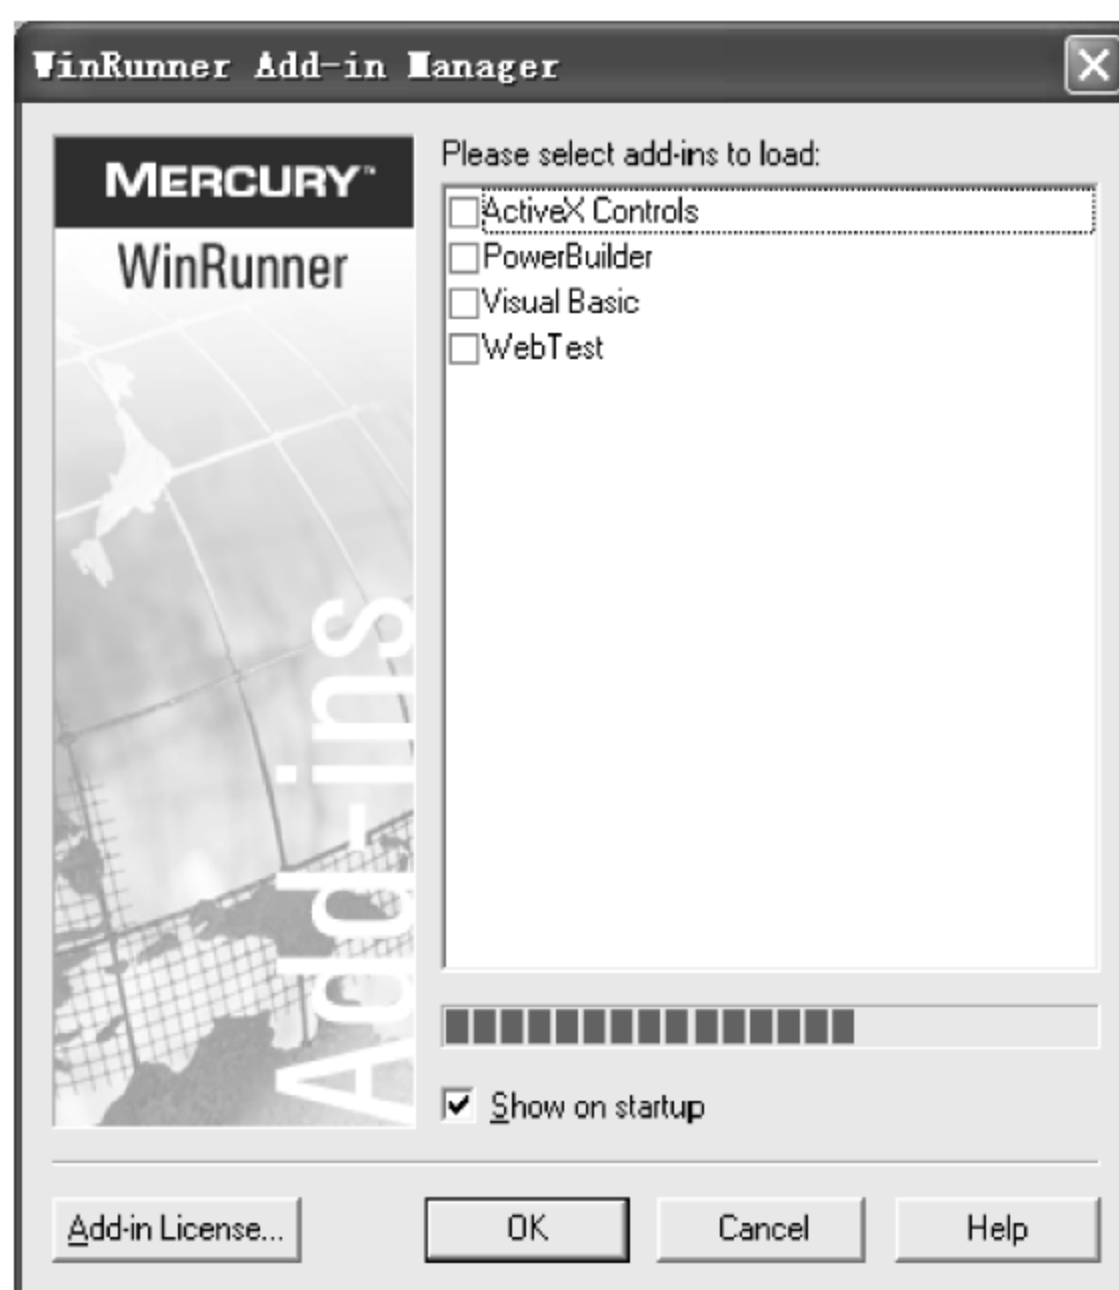 WinRunner Add-in Manager
MERCURY™
WinRunner
Add-ins
Please select add-ins to load:
ActiveX Controls
PowerBuilder
Visual Basic
WebTest
Show on startup
Add-in License...
OK
Cancel
Help